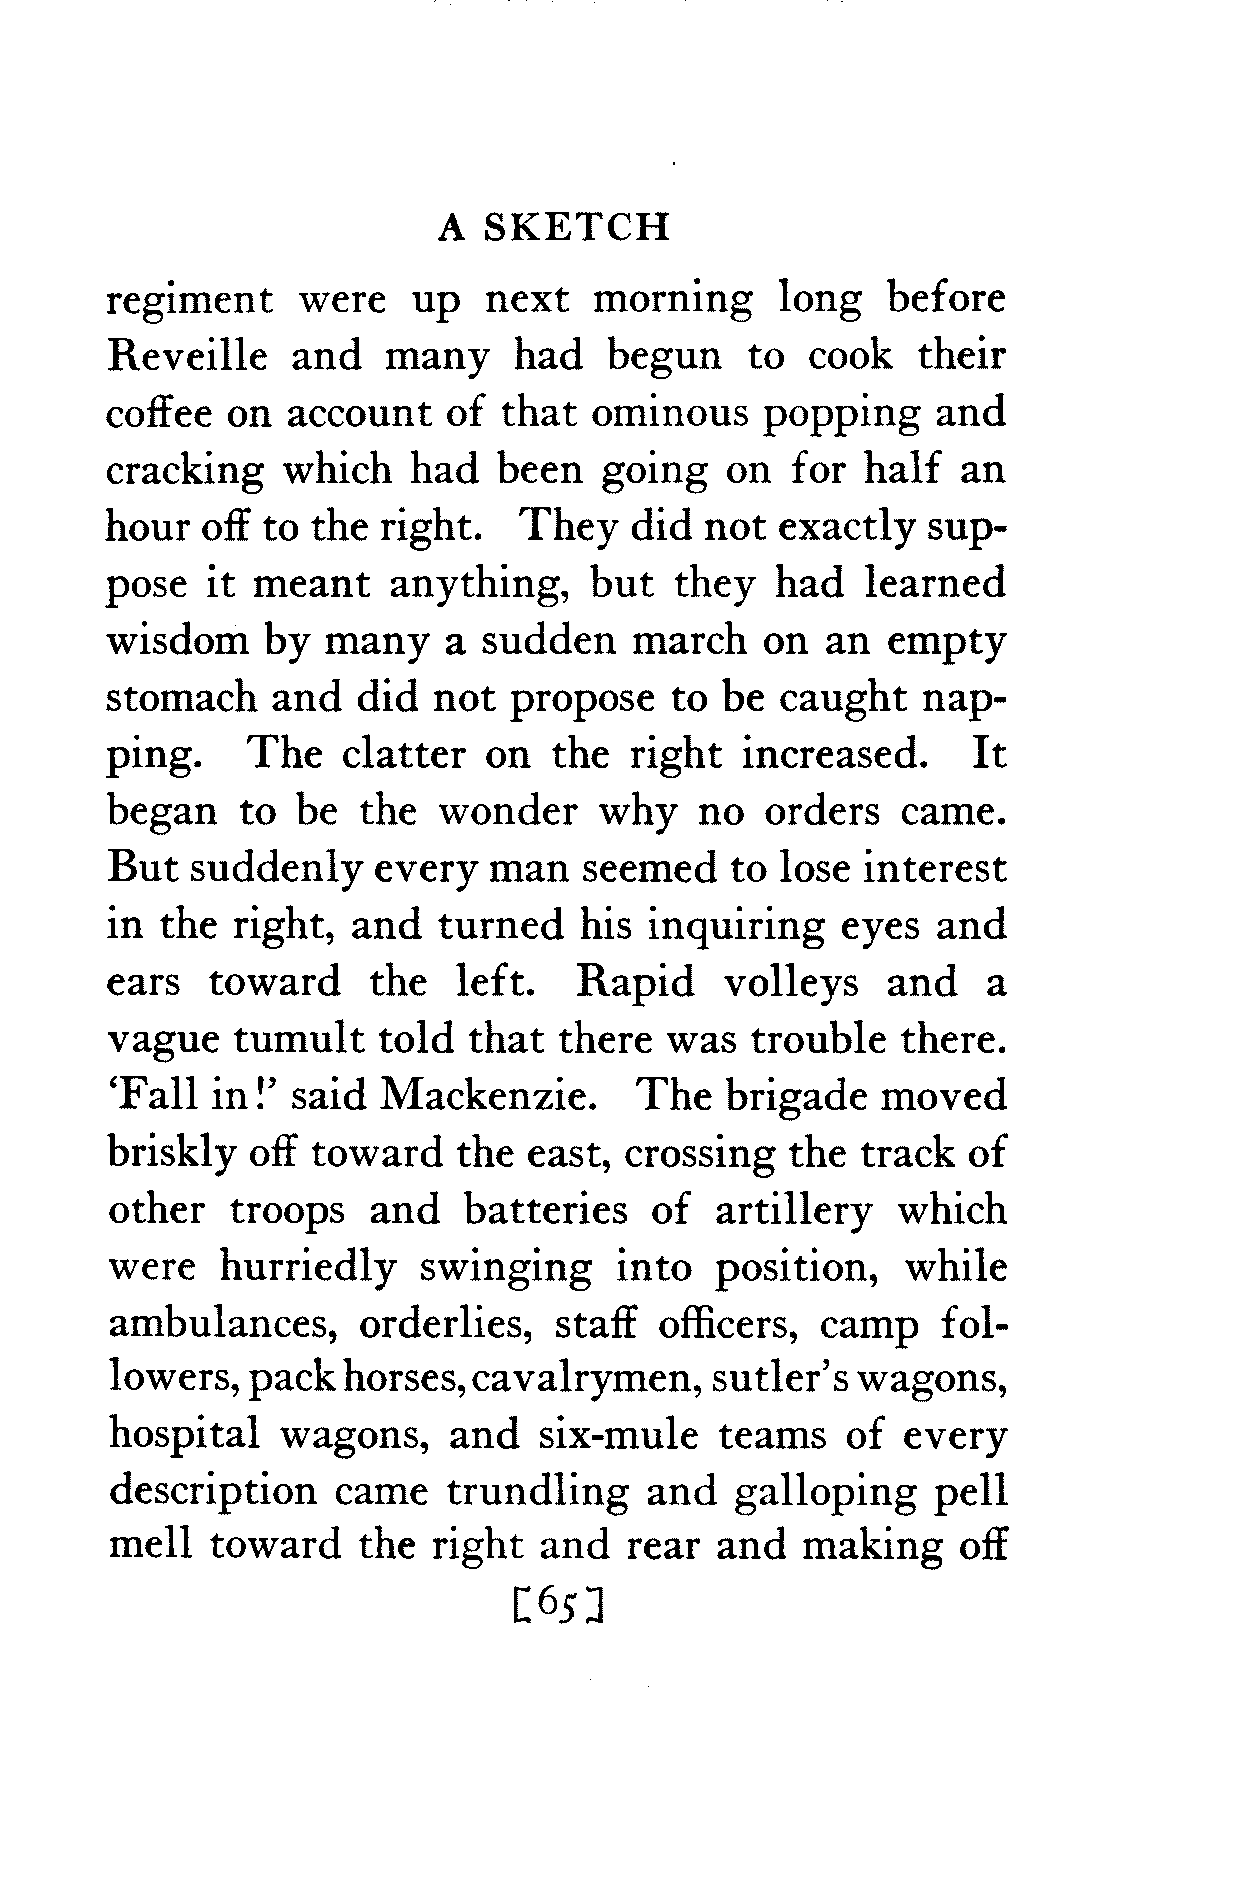 A SKETCH
regiment were up next morning long before
Reveille and many had begun to cook their
coffee on account of that ominous popping and
cracking which had been going on for half an
hour off to the right. They did not exactly sup-
pose it meant anything, but they had learned
wisdom by many a sudden march on an empty
stomach and did not propose to be caught nap-
ping. The clatter on the right increased. It
began to be the wonder why no orders came.
But suddenly every man seemed to lose interest
in the right, and turned his inquiring eyes and
ears toward the left. Rapid volleys and a
vague tumult told that there was trouble there.
‘Fall in!’ said Mackenzie. The brigade moved
briskly off toward the east, crossing the track of
other troops and batteries of artillery which
were hurriedly swinging into position, while
ambulances, orderlies, staff officers, camp fol-
lowers, pack horses, cavalrymen, sutler's wagons,
hospital wagons, and six-mule teams of every
description came trundling and galloping pell
mell toward the right and rear and making off
[65]